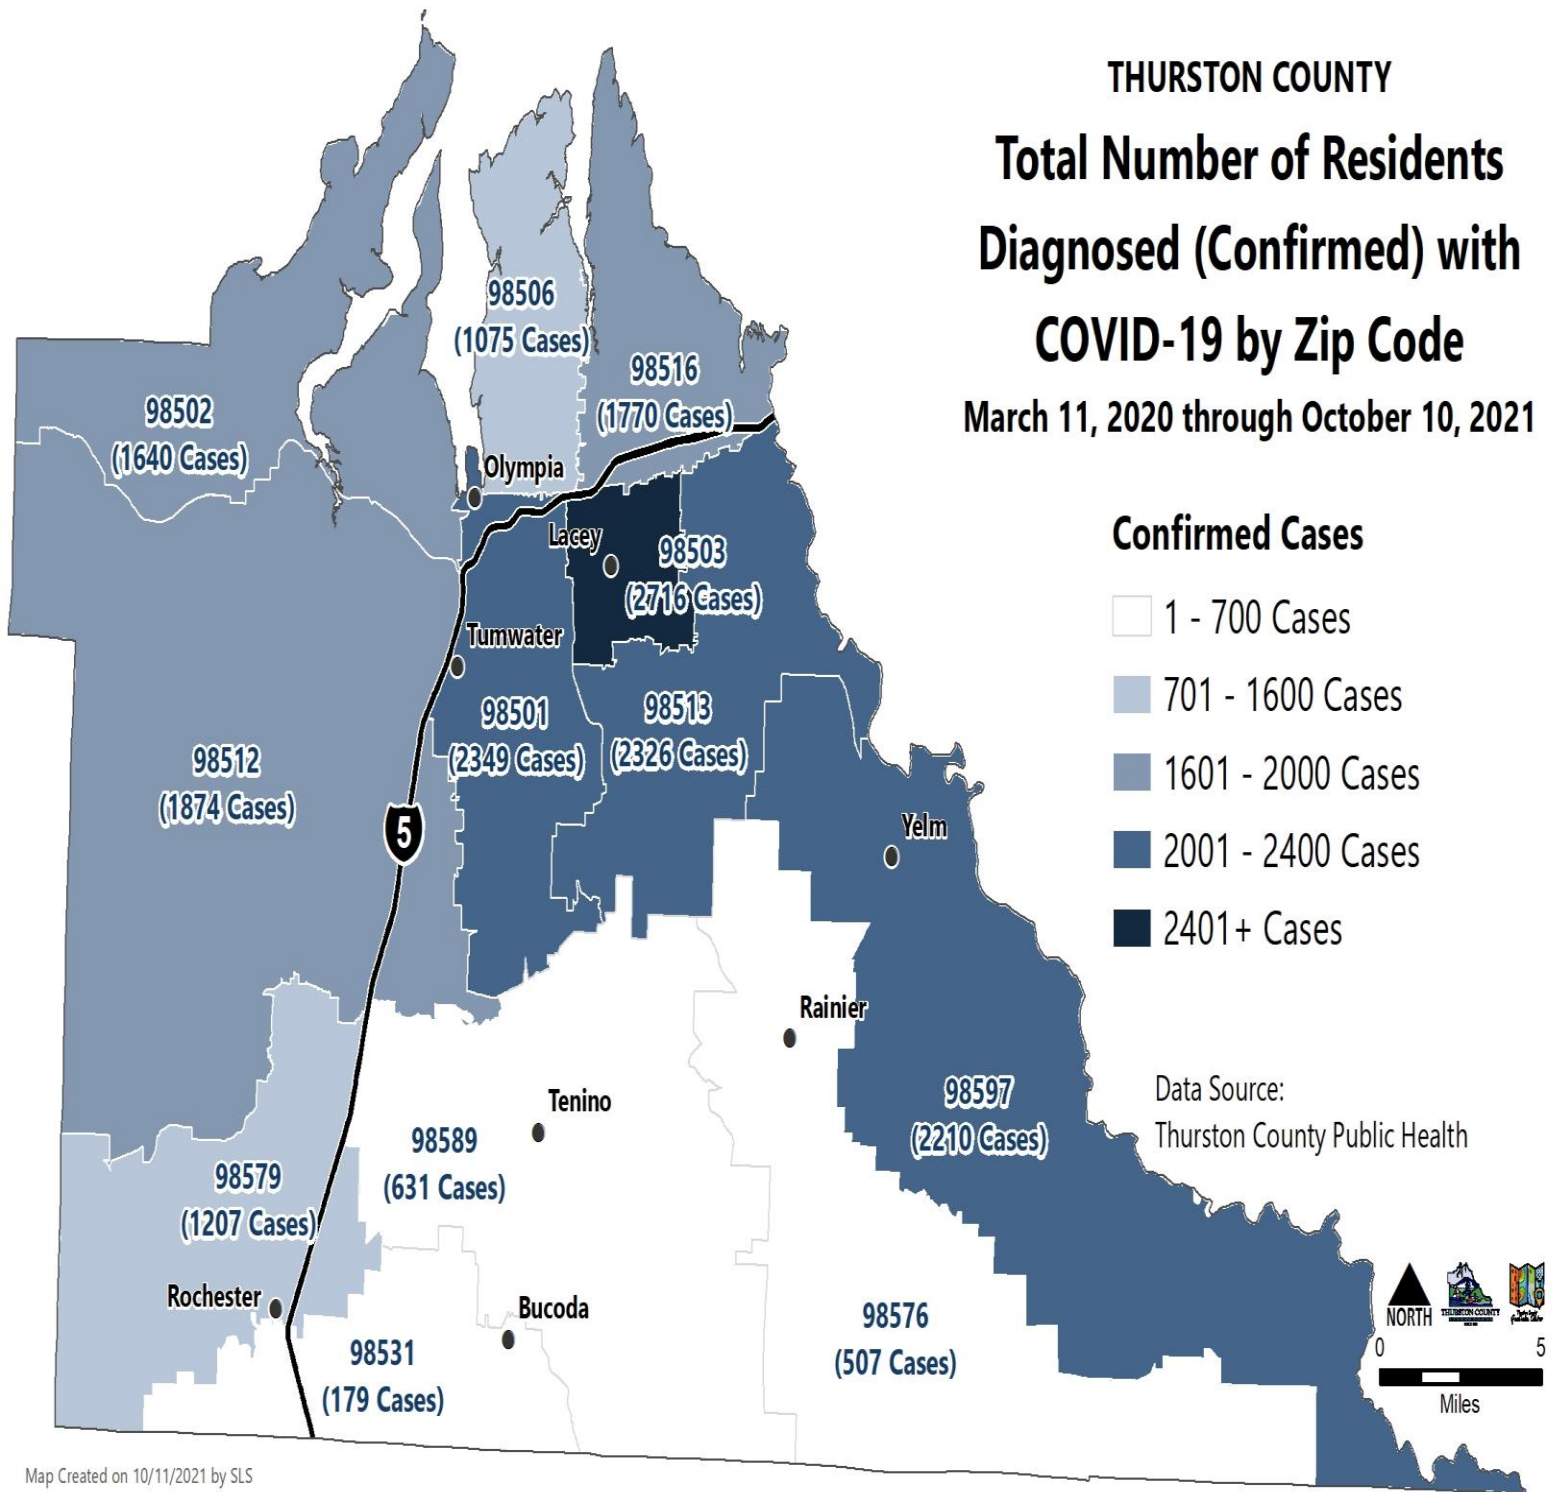 THURSTON COUNTY
Total Number of Residents
Diagnosed (Confirmed) with
COVID-19 by Zip Code
March 11, 2020 through October 10, 2021
98506
(1075 Cases)
98516
(1770 Cases)
98502
(1640 Cases)
Olympia
Lacey
98503
(2716 Cases)
Tumwater
98501
(2349 Cases)
98513
(2326 Cases)
98512
(1874 Cases)
5
Yelm
Confirmed Cases
1 - 700 Cases
701 - 1600 Cases
1601 - 2000 Cases
2001 - 2400 Cases
2401+ Cases
Rainier
Tenino
98597
(2210 Cases)
Data Source:
Thurston County Public Health
98589
(631 Cases)
98579
(1207 Cases)
Rochester
Bucoda
98531
(179 Cases)
98576
(507 Cases)
NORTH
THURSTON COUNTY
0 5
Miles
Map Created on 10/11/2021 by SLS